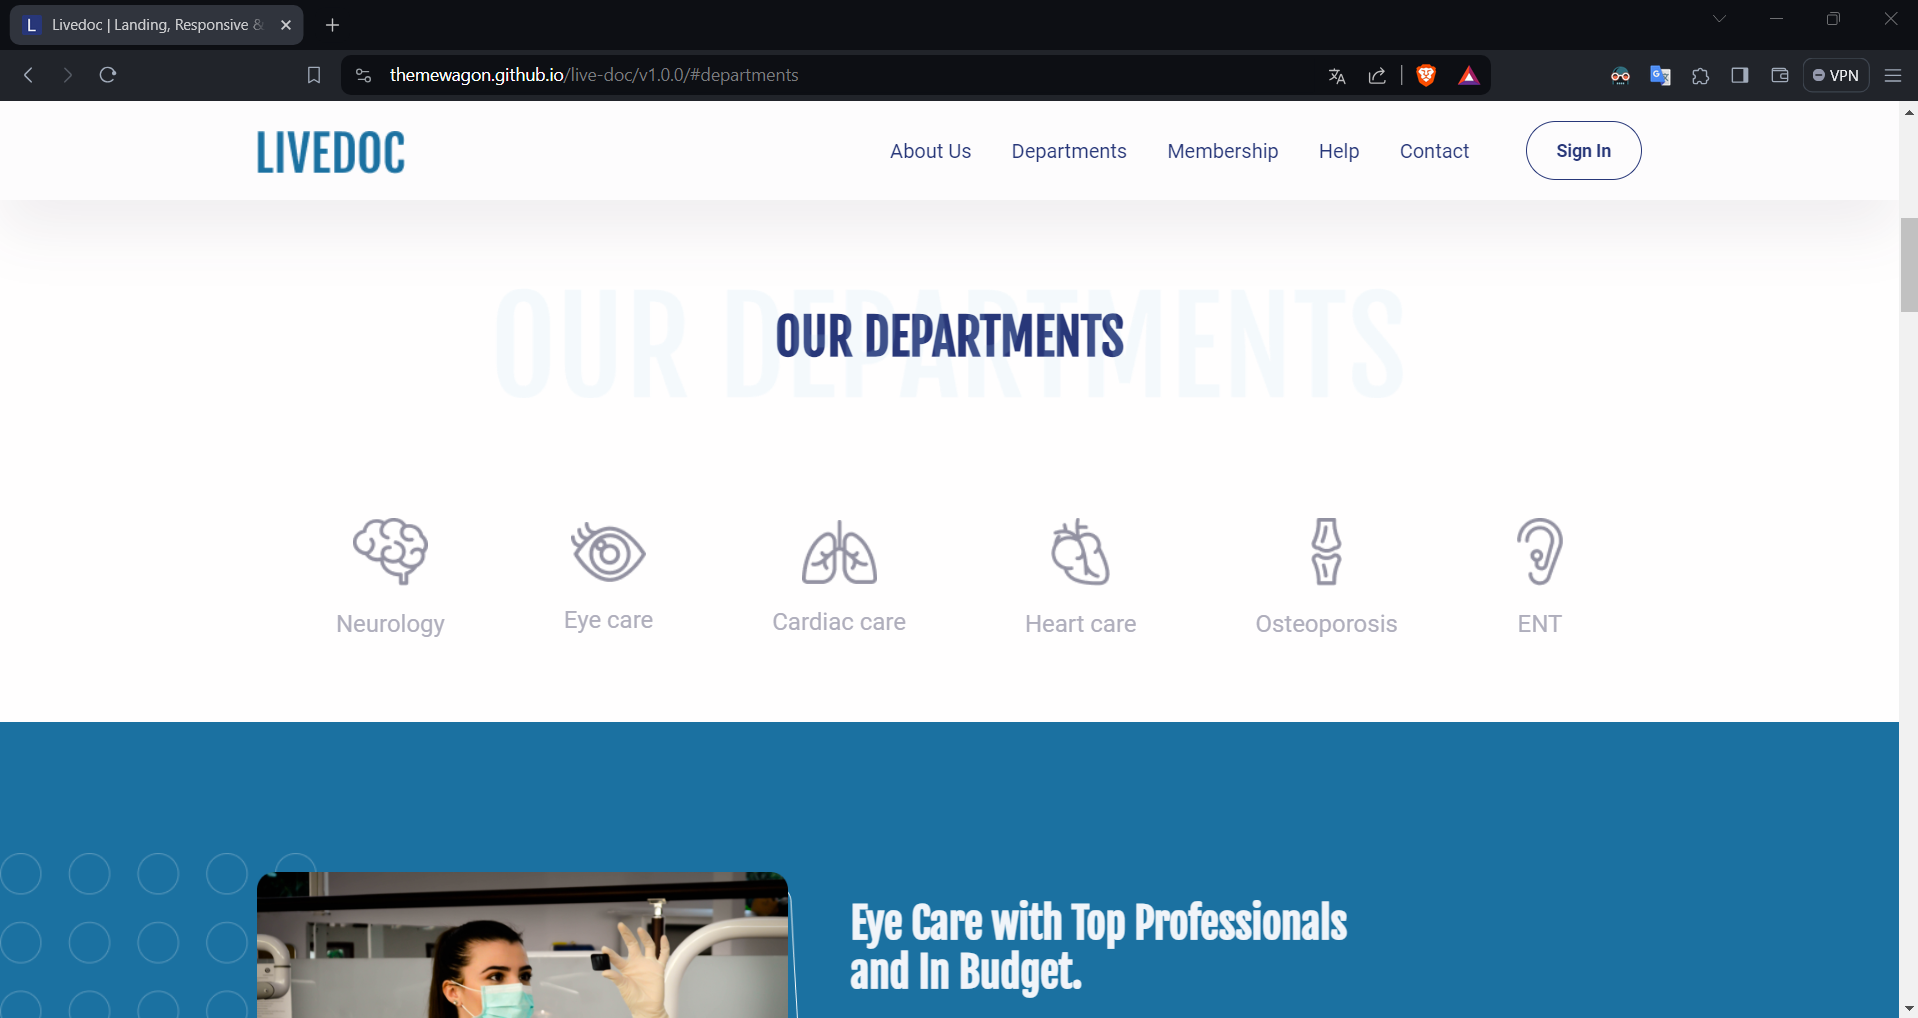 L Livedoc | Landing, Responsive &
themewagon.github.io/live-doc/v1.0.0/#departments
VPN
LIVEDOC
About Us Departments Membership Help Contact Sign In
OUR DEPARTMENTS
OUR DEPARTMENTS
Neurology Eye care Cardiac care Heart care Osteoporosis ENT
Eye Care with Top Professionals
and In Budget.